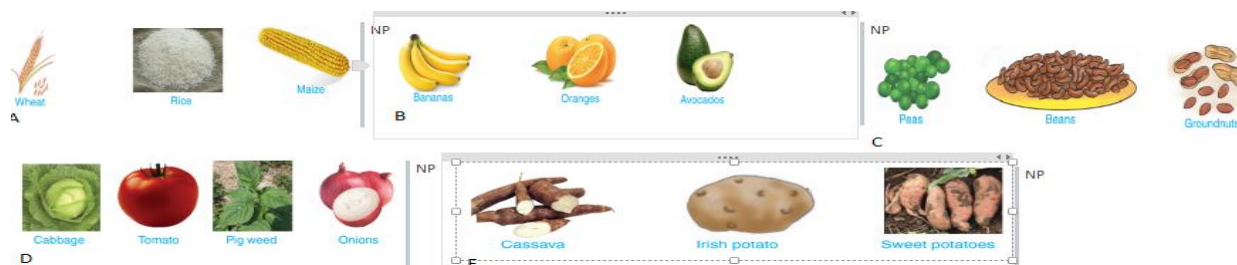 NP
NP
Wheat
Rice
Maize
Bananas
Oranges
Avocados
Peas
Beans
Groundnuts
A
B
C
NP
NP
Cabbage
Tomato
Pig weed
Onions
Cassava
Irish potato
Sweet potatoes
D